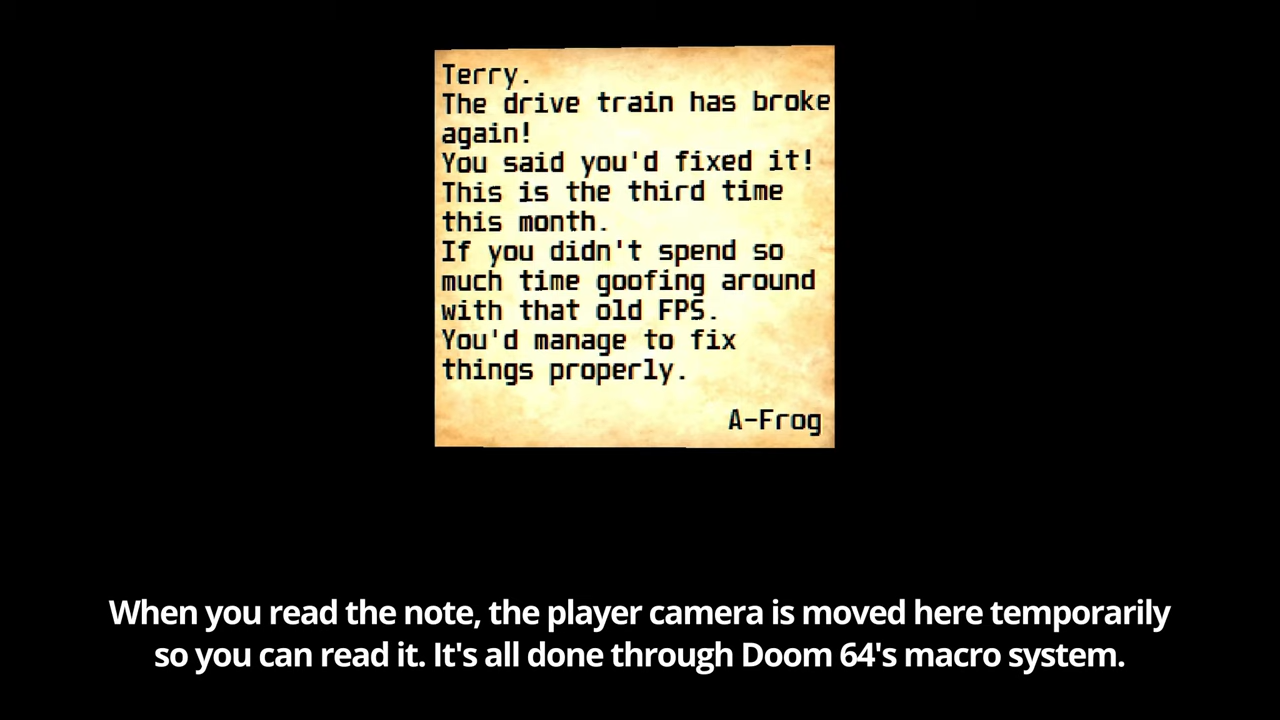 Terry.
The drive train has broke
again!
You said you'd fixed it!
This is the third time
this month.
If you didn't spend so
much time goofing around
with that old FPS.
You'd manage to fix
things properly.
A-Frog
When you read the note, the player camera is moved here temporarily
so you can read it. It's all done through Doom 64's macro system.